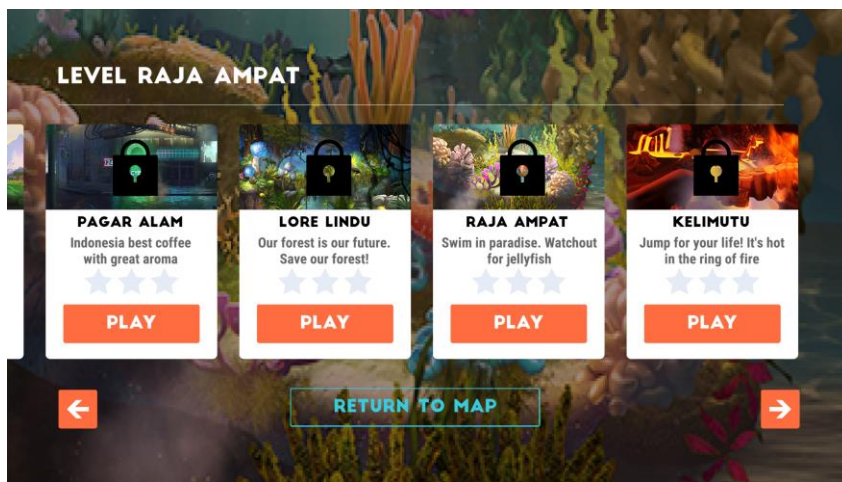 LEVEL RAJA AMPAT
PAGAR ALAM
Indonesia best coffee
with great aroma
PLAY
LORE LINDU
Our forest is our future.
Save our forest!
PLAY
RAJA AMPAT
Swim in paradise. Watchout
for jellyfish
PLAY
KELIMUTU
Jump for your life! It's hot
in the ring of fire
PLAY
RETURN TO MAP